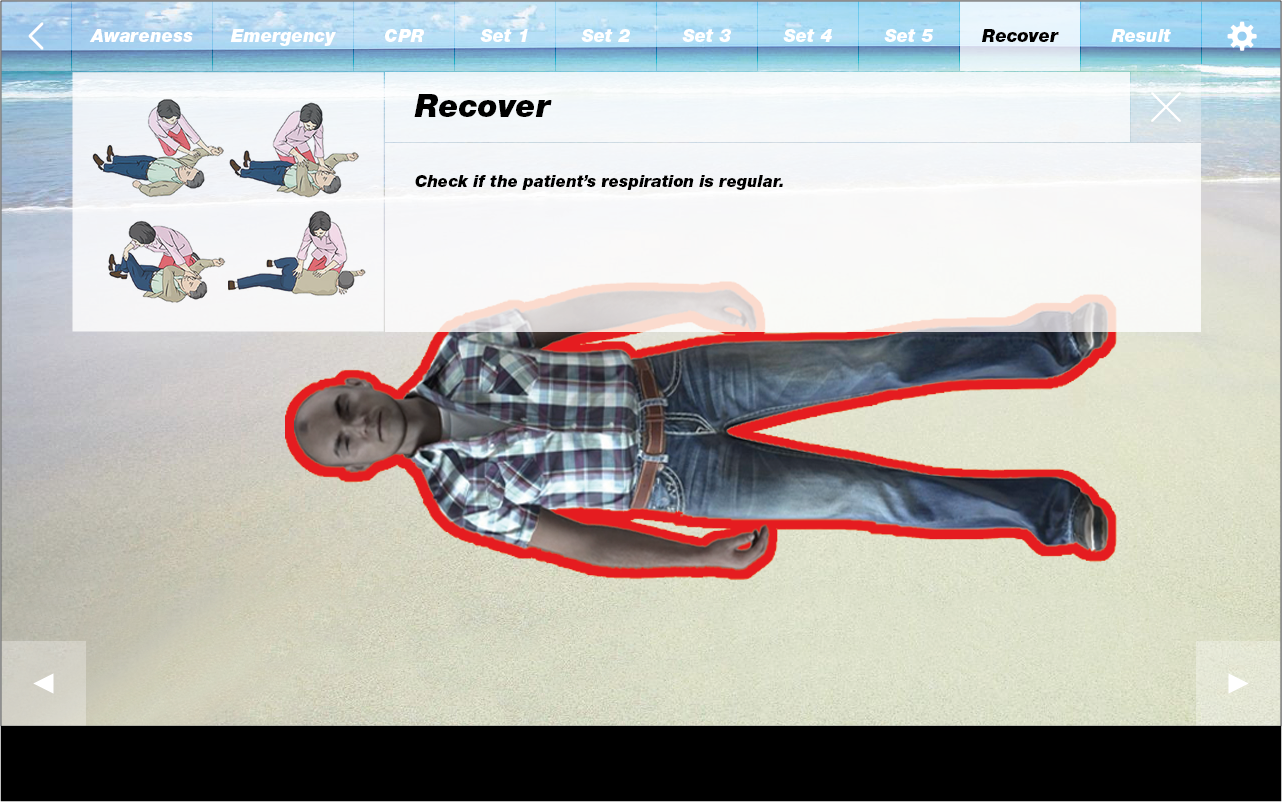 Awareness
Emergency
CPR
Set 1
Set 2
Set 3
Set 4
Set 5
Recover
Result
Recover
Check if the patient’s respiration is regular.